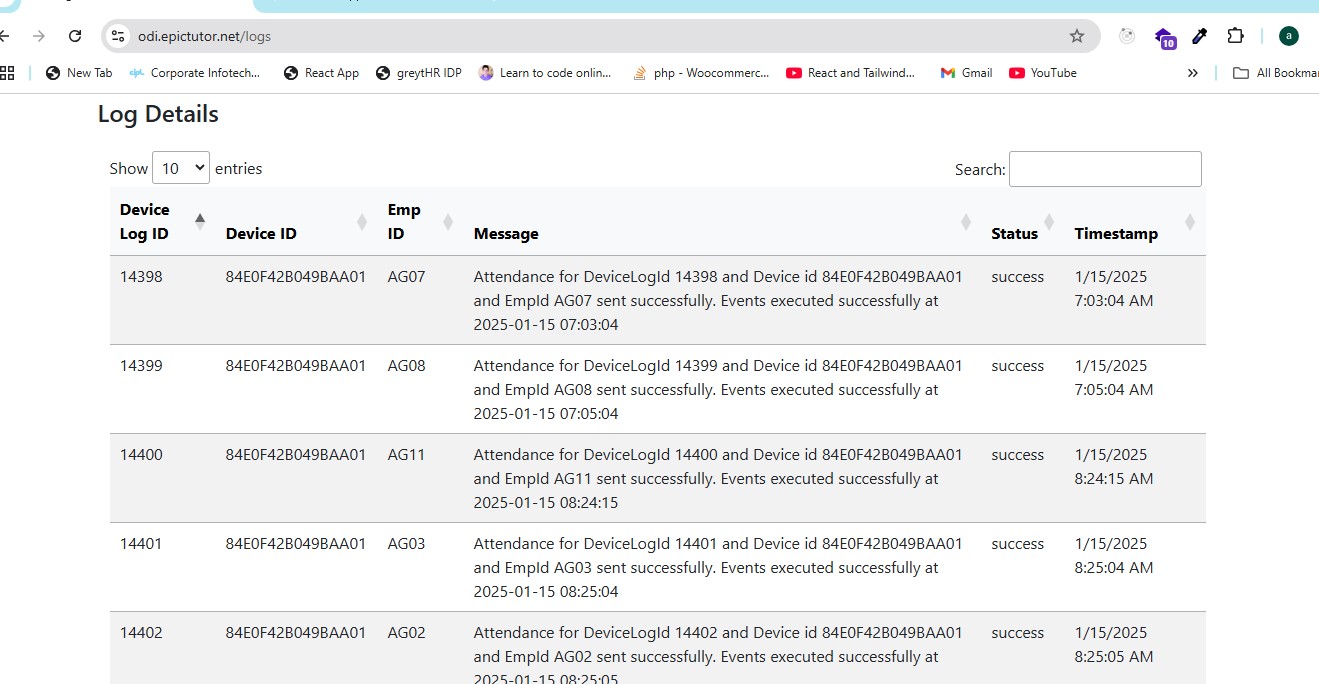 odi.epictutor.net/logs
10
a
New Tab
Corporate Infotech...
React App
greytHR IDP
Learn to code onlin...
php - Woocommerc...
React and Tailwind...
Gmail
YouTube
All Bookmar
Log Details
Show 10 entries
Search:
Device Log ID
Device ID
Emp ID
Message
Status
Timestamp
14398
84E0F42B049BAA01
AG07
Attendance for DeviceLogId 14398 and Device id 84E0F42B049BAA01
and EmpId AG07 sent successfully. Events executed successfully at
2025-01-15 07:03:04
success
1/15/2025
7:03:04 AM
14399
84E0F42B049BAA01
AG08
Attendance for DeviceLogId 14399 and Device id 84E0F42B049BAA01
and EmpId AG08 sent successfully. Events executed successfully at
2025-01-15 07:05:04
success
1/15/2025
7:05:04 AM
14400
84E0F42B049BAA01
AG11
Attendance for DeviceLogId 14400 and Device id 84E0F42B049BAA01
and EmpId AG11 sent successfully. Events executed successfully at
2025-01-15 08:24:15
success
1/15/2025
8:24:15 AM
14401
84E0F42B049BAA01
AG03
Attendance for DeviceLogId 14401 and Device id 84E0F42B049BAA01
and EmpId AG03 sent successfully. Events executed successfully at
2025-01-15 08:25:04
success
1/15/2025
8:25:04 AM
14402
84E0F42B049BAA01
AG02
Attendance for DeviceLogId 14402 and Device id 84E0F42B049BAA01
and EmpId AG02 sent successfully. Events executed successfully at
2025-01-15 08:25:05
success
1/15/2025
8:25:05 AM